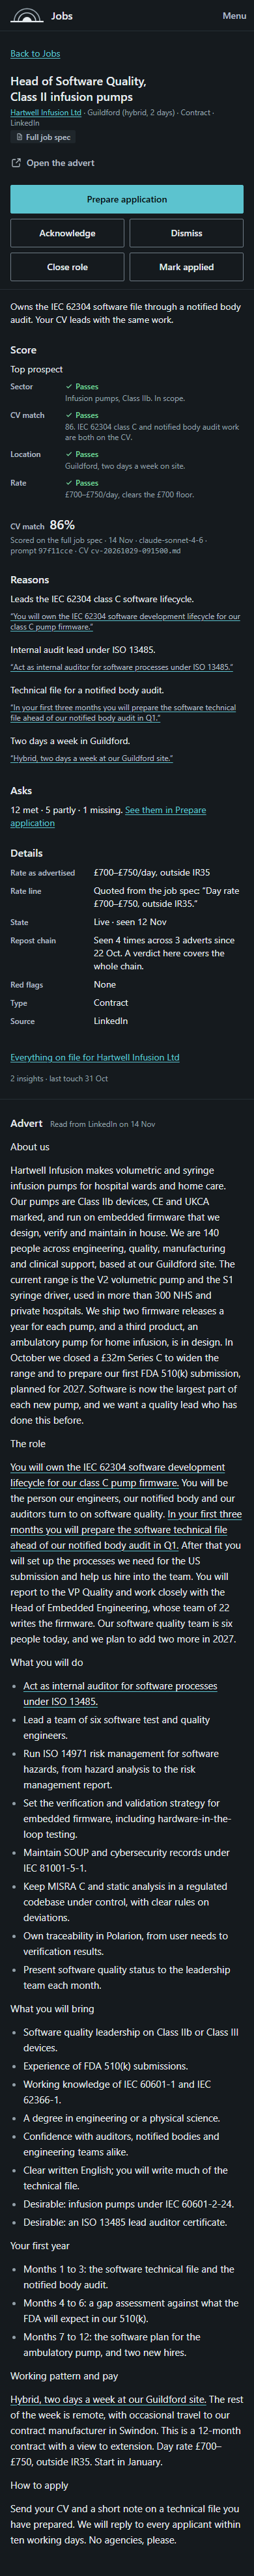 Jobs
Menu
Back to Jobs
Head of Software Quality,
Class II infusion pumps
Hartwell Infusion Ltd · Guildford (hybrid, 2 days) · Contract ·
LinkedIn
Full job spec
Open the advert
Prepare application
Acknowledge
Dismiss
Close role
Mark applied
Owns the IEC 62304 software file through a notified body
audit. Your CV leads with the same work.
Score
Top prospect
Sector
Passes
Infusion pumps, Class IIb. In scope.
CV match
Passes
86. IEC 62304 class C and notified body audit work
are both on the CV.
Location
Passes
Guildford, two days a week on site.
Rate
Passes
£700–£750/day, clears the £700 floor.
CV match 86%
Scored on the full job spec · 14 Nov · claude-sonnet-4-6 ·
prompt 97f11cce · CV cv-20261029-091500.md
Reasons
Leads the IEC 62304 class C software lifecycle.
"You will own the IEC 62304 software development lifecycle for our
class C pump firmware."
Internal audit lead under ISO 13485.
"Act as internal auditor for software processes under ISO 13485."
Technical file for a notified body audit.
"In your first three months you will prepare the software technical
file ahead of our notified body audit in Q1."
Two days a week in Guildford.
"Hybrid, two days a week at our Guildford site."
Asks
12 met · 5 partly · 1 missing. See them in Prepare
application
Details
Rate as advertised
£700–£750/day, outside IR35
Rate line
Quoted from the job spec: "Day rate
£700–£750, outside IR35."
State
Live · seen 12 Nov
Repost chain
Seen 4 times across 3 adverts since
22 Oct. A verdict here covers the
whole chain.
Red flags
None
Type
Contract
Source
LinkedIn
Everything on file for Hartwell Infusion Ltd
2 insights · last touch 31 Oct
Advert Read from LinkedIn on 14 Nov
About us
Hartwell Infusion makes volumetric and syringe
infusion pumps for hospital wards and home care.
Our pumps are Class IIb devices, CE and UKCA
marked, and run on embedded firmware that we
design, verify and maintain in house. We are 140
people across engineering, quality, manufacturing
and clinical support, based at our Guildford site. The
current range is the V2 volumetric pump and the S1
syringe driver, used in more than 300 NHS and
private hospitals. We ship two firmware releases a
year for each pump, and a third product, an
ambulatory pump for home infusion, is in design. In
October we closed a £32m Series C to widen the
range and to prepare our first FDA 510(k) submission,
planned for 2027. Software is now the largest part of
each new pump, and we want a quality lead who has
done this before.
The role
You will own the IEC 62304 software development
lifecycle for our class C pump firmware. You will be
the person our engineers, our notified body and our
auditors turn to on software quality. In your first three
months you will prepare the software technical file
ahead of our notified body audit in Q1. After that you
will set up the processes we need for the US
submission and help us hire into the team. You will
report to the VP Quality and work closely with the
Head of Embedded Engineering, whose team of 22
writes the firmware. Our software quality team is six
people today, and we plan to add two more in 2027.
What you will do
• Act as internal auditor for software processes
under ISO 13485.
• Lead a team of six software test and quality
engineers.
• Run ISO 14971 risk management for software
hazards, from hazard analysis to the risk
management report.
• Set the verification and validation strategy for
embedded firmware, including hardware-in-the-
loop testing.
• Maintain SOUP and cybersecurity records under
IEC 81001-5-1.
• Keep MISRA C and static analysis in a regulated
codebase under control, with clear rules on
deviations.
• Own traceability in Polarion, from user needs to
verification results.
• Present software quality status to the leadership
team each month.
What you will bring
• Software quality leadership on Class IIb or Class III
devices.
• Experience of FDA 510(k) submissions.
• Working knowledge of IEC 60601-1 and IEC
62366-1.
• A degree in engineering or a physical science.
• Confidence with auditors, notified bodies and
engineering teams alike.
• Clear written English; you will write much of the
technical file.
• Desirable: infusion pumps under IEC 60601-2-24.
• Desirable: an ISO 13485 lead auditor certificate.
Your first year
• Months 1 to 3: the software technical file and the
notified body audit.
• Months 4 to 6: a gap assessment against what the
FDA will expect in our 510(k).
• Months 7 to 12: the software plan for the
ambulatory pump, and two new hires.
Working pattern and pay
Hybrid, two days a week at our Guildford site. The rest
of the week is remote, with occasional travel to our
contract manufacturer in Swindon. This is a 12-month
contract with a view to extension. Day rate £700–
£750, outside IR35. Start in January.
How to apply
Send your CV and a short note on a technical file you
have prepared. We will reply to every applicant within
ten working days. No agencies, please.